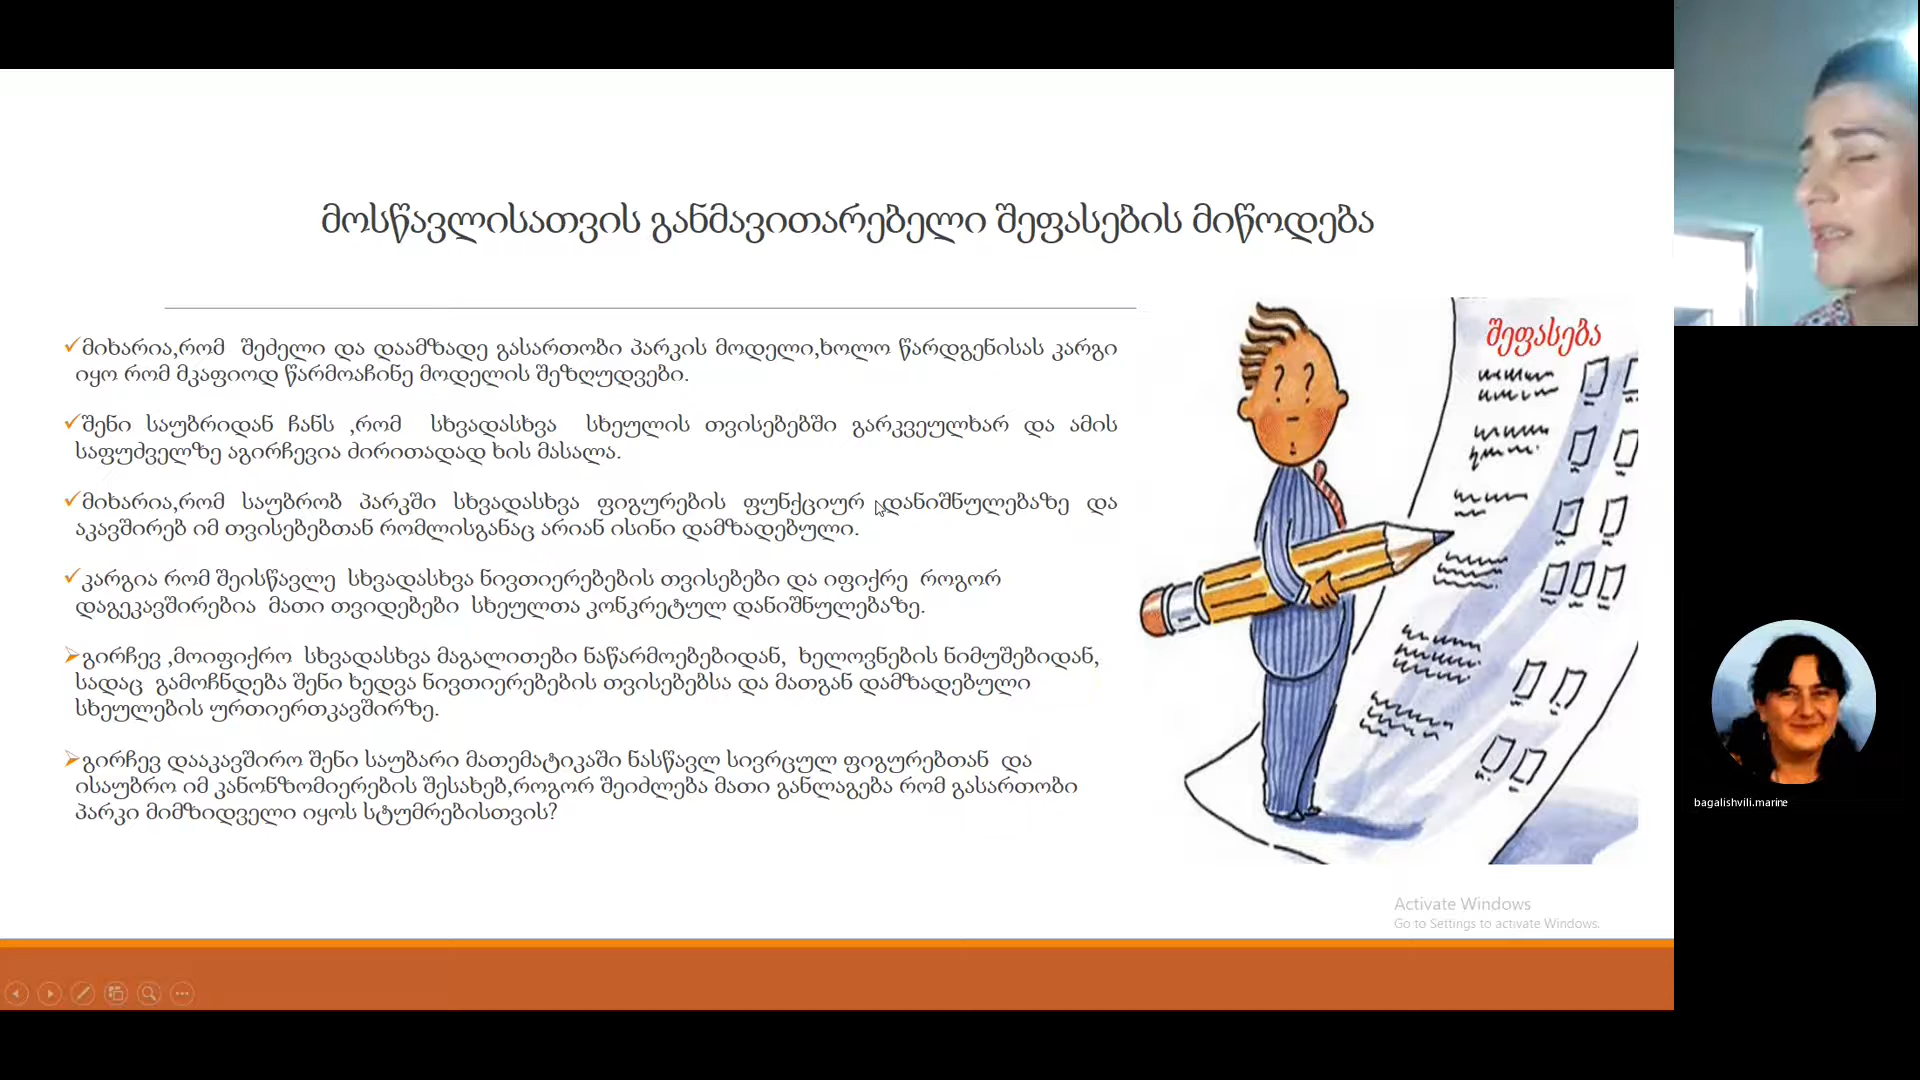 მოსწავლისათვის განმავითარებელი შეფასების მიწოდება
მიხარია,რომ შეძელი და დაამზადე გასართობი პარკის მოდელი,ხოლო წარდგენისას კარგი
იყო რომ მკაფიოდ წარმოაჩინე მოდელის შეზღუდვები.
შენი საუბრიდან ჩანს ,რომ სხვადასხვა სხეულის თვისებებში გარკვეულხარ და ამის
საფუძველზე აგირჩევია ძირითადად ხის მასალა.
მიხარია,რომ საუბრობ პარკში სხვადასხვა ფიგურების ფუნქციურ დანიშნულებაზე და
აკავშირებ იმ თვისებებთან რომლისგანაც არიან ისინი დამზადებული.
კარგია რომ შეისწავლე სხვადასხვა ნივთიერებების თვისებები და იფიქრე როგორ
დაგეკავშირებია მათი თვიდებები სხეულთა კონკრეტულ დანიშნულებაზე.
გირჩევ ,მოიფიქრო სხვადასხვა მაგალითები ნაწარმოებებიდან, ხელოვნების ნიმუშებიდან,
სადაც გამოჩნდება შენი ხედვა ნივთიერებების თვისებებსა და მათგან დამზადებული
სხეულების ურთიერთკავშირზე.
გირჩევ დააკავშირო შენი საუბარი მათემატიკაში ნასწავლ სივრცულ ფიგურებთან და
ისაუბრო იმ კანონზომიერების შესახებ,როგორ შეიძლება მათი განლაგება რომ გასართობი
პარკი მიმზიდველი იყოს სტუმრებისთვის?
შეფასება
Activate Windows
Go to Settings to activate Windows.
bagalishvili.marine